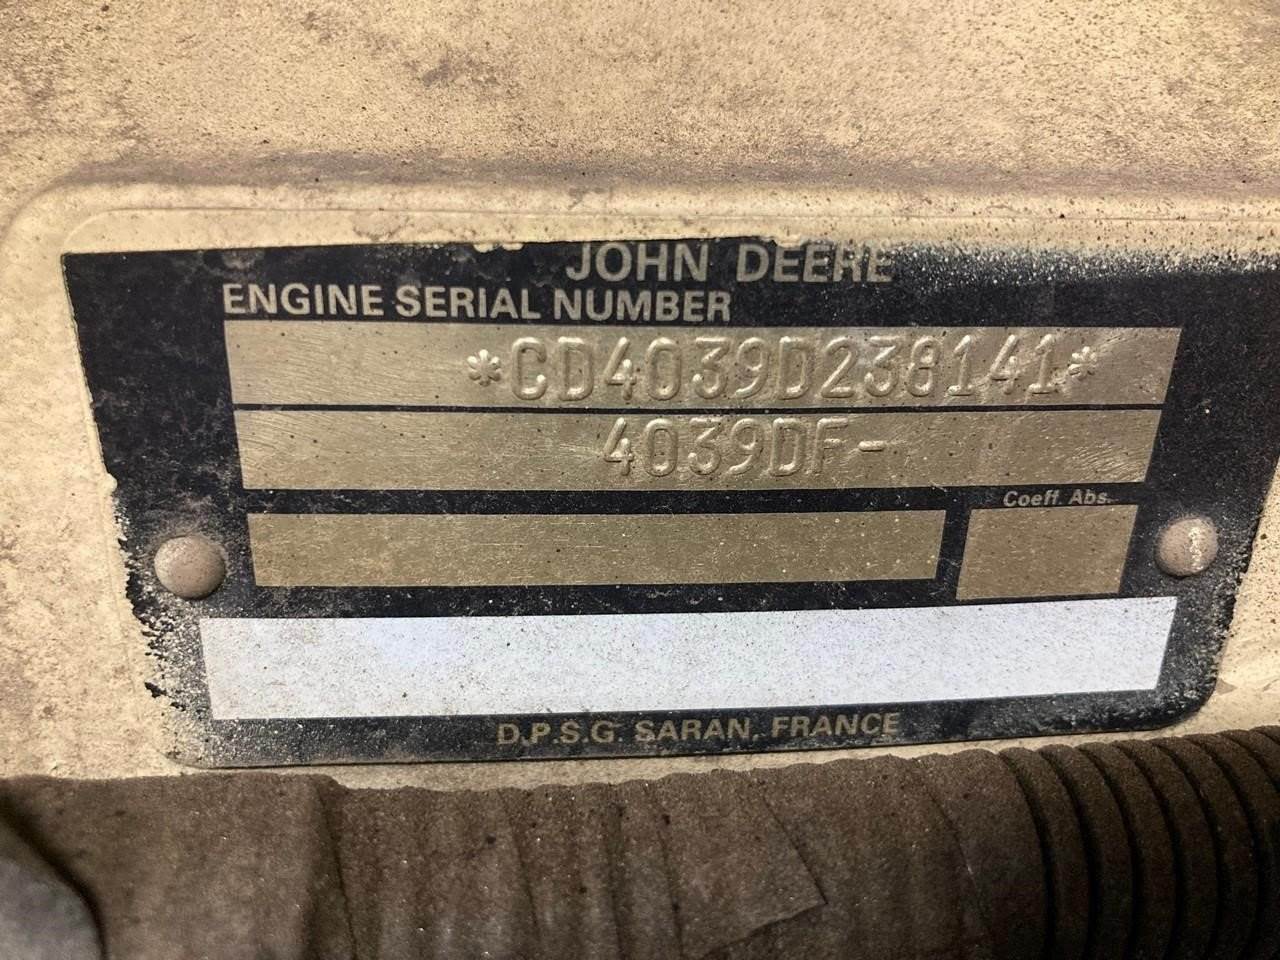 JOHN DEERE
ENGINE SERIAL NUMBER
*CD4039D238141*
4039DF-
Coeff. Abs.
D.P.S.G. SARAN, FRANCE